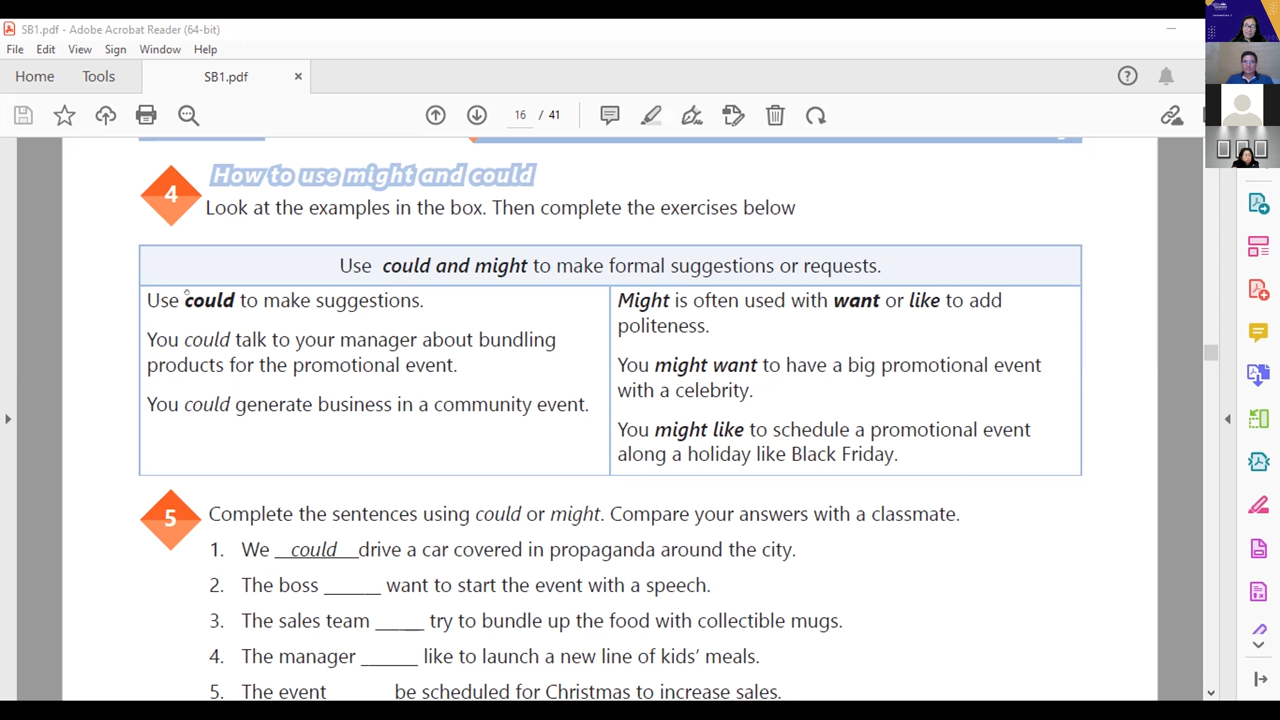 SB1.pdf - Adobe Acrobat Reader (64-bit)
File Edit View Sign Window Help
Home Tools SB1.pdf ×
16 / 41
4
How to use might and could
Look at the examples in the box. Then complete the exercises below
Use could and might to make formal suggestions or requests.
Use could to make suggestions.
You could talk to your manager about bundling
products for the promotional event.
You could generate business in a community event.
Might is often used with want or like to add
politeness.
You might want to have a big promotional event
with a celebrity.
You might like to schedule a promotional event
along a holiday like Black Friday.
5
Complete the sentences using could or might. Compare your answers with a classmate.
1. We __could___drive a car covered in propaganda around the city.
2. The boss ______ want to start the event with a speech.
3. The sales team _____ try to bundle up the food with collectible mugs.
4. The manager ______ like to launch a new line of kids’ meals.
5. The event ______ be scheduled for Christmas to increase sales.